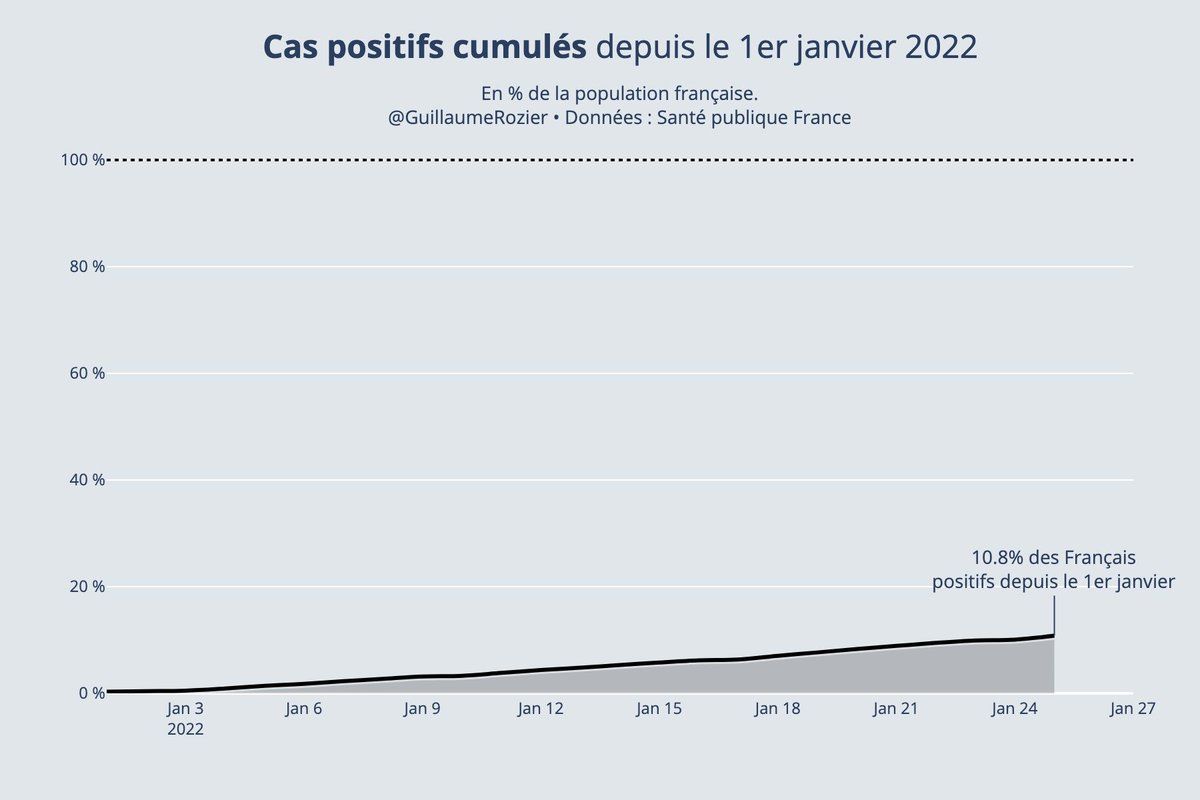 Cas positifs cumulés depuis le 1er janvier 2022
En % de la population française.
@GuillaumeRozier • Données : Santé publique France
100 %
80 %
60 %
40 %
10.8% des Français
20 %
positifs depuis le 1er janvier
0 %
Jan 3 Jan 6 Jan 9 Jan 12 Jan 15 Jan 18 Jan 21 Jan 24 Jan 27
2022